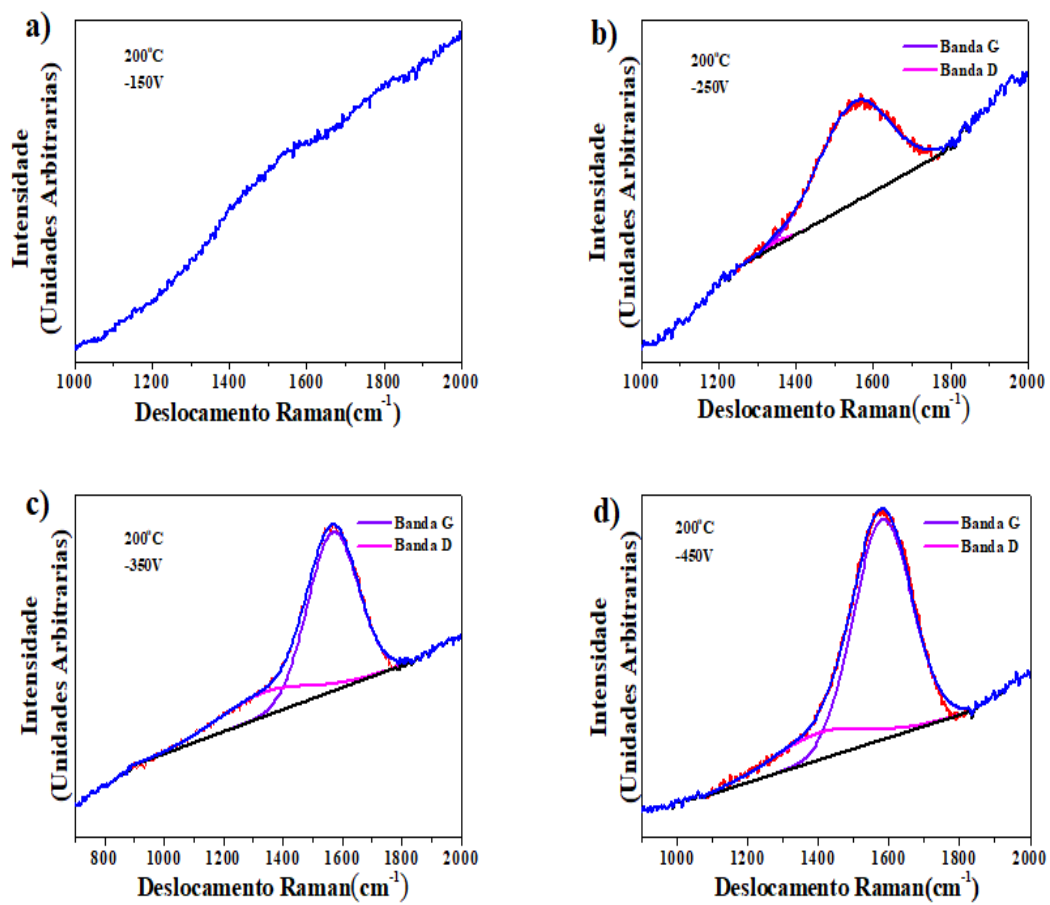 a)
200°C
-150V
Intensidade
(Unidades Arbitrarias)
1000 1200 1400 1600 1800 2000
Deslocamento Raman(cm-1)
b)
200°C
-250V
Banda G
Banda D
Intensidade
(Unidades Arbitrárias)
1000 1200 1400 1600 1800 2000
Deslocamento Raman(cm-1)
c)
200°C
-350V
Banda G
Banda D
Intensidade
(Unidades Arbitrárias)
800 1000 1200 1400 1600 1800 2000
Deslocamento Raman(cm-1)
d)
200°C
-450V
Banda G
Banda D
Intensidade
(Unidades Arbitrárias)
1000 1200 1400 1600 1800 2000
Deslocamento Raman(cm-1)